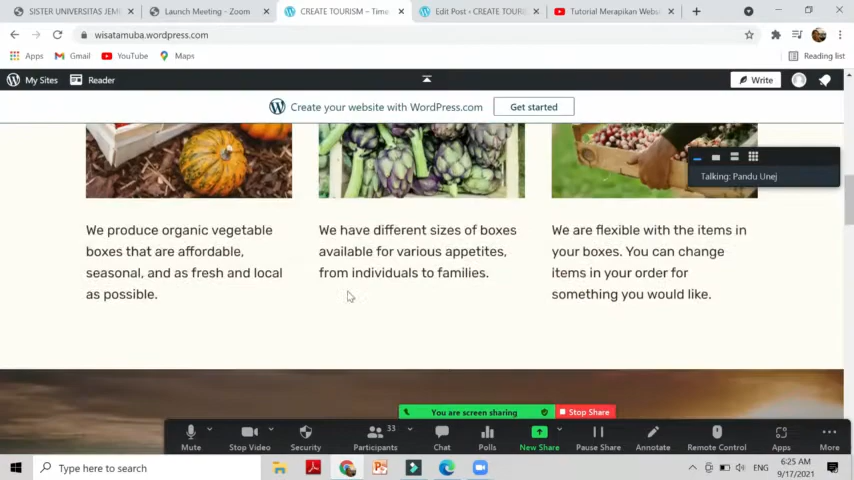 SISTER UNIVERSITAS JEM
Launch Meeting - Zoom
CREATE TOURISM – Time
Edit Post ‹ CREATE TOUR
Tutorial Merapikan Webs
wisatamuba.wordpress.com
Apps
Gmail
YouTube
Maps
Reading list
My Sites
Reader
Write
Create your website with WordPress.com
Get started
Talking: Pandu Unej
We produce organic vegetable
boxes that are affordable,
seasonal, and as fresh and local
as possible.
We have different sizes of boxes
available for various appetites,
from individuals to families.
We are flexible with the items in
your boxes. You can change
items in your order for
something you would like.
You are screen sharing
Stop Share
Mute
Stop Video
Security
33
Participants
Chat
Polls
New Share
Pause Share
Annotate
Remote Control
Apps
More
Type here to search
ENG
6:25 AM
9/17/2021